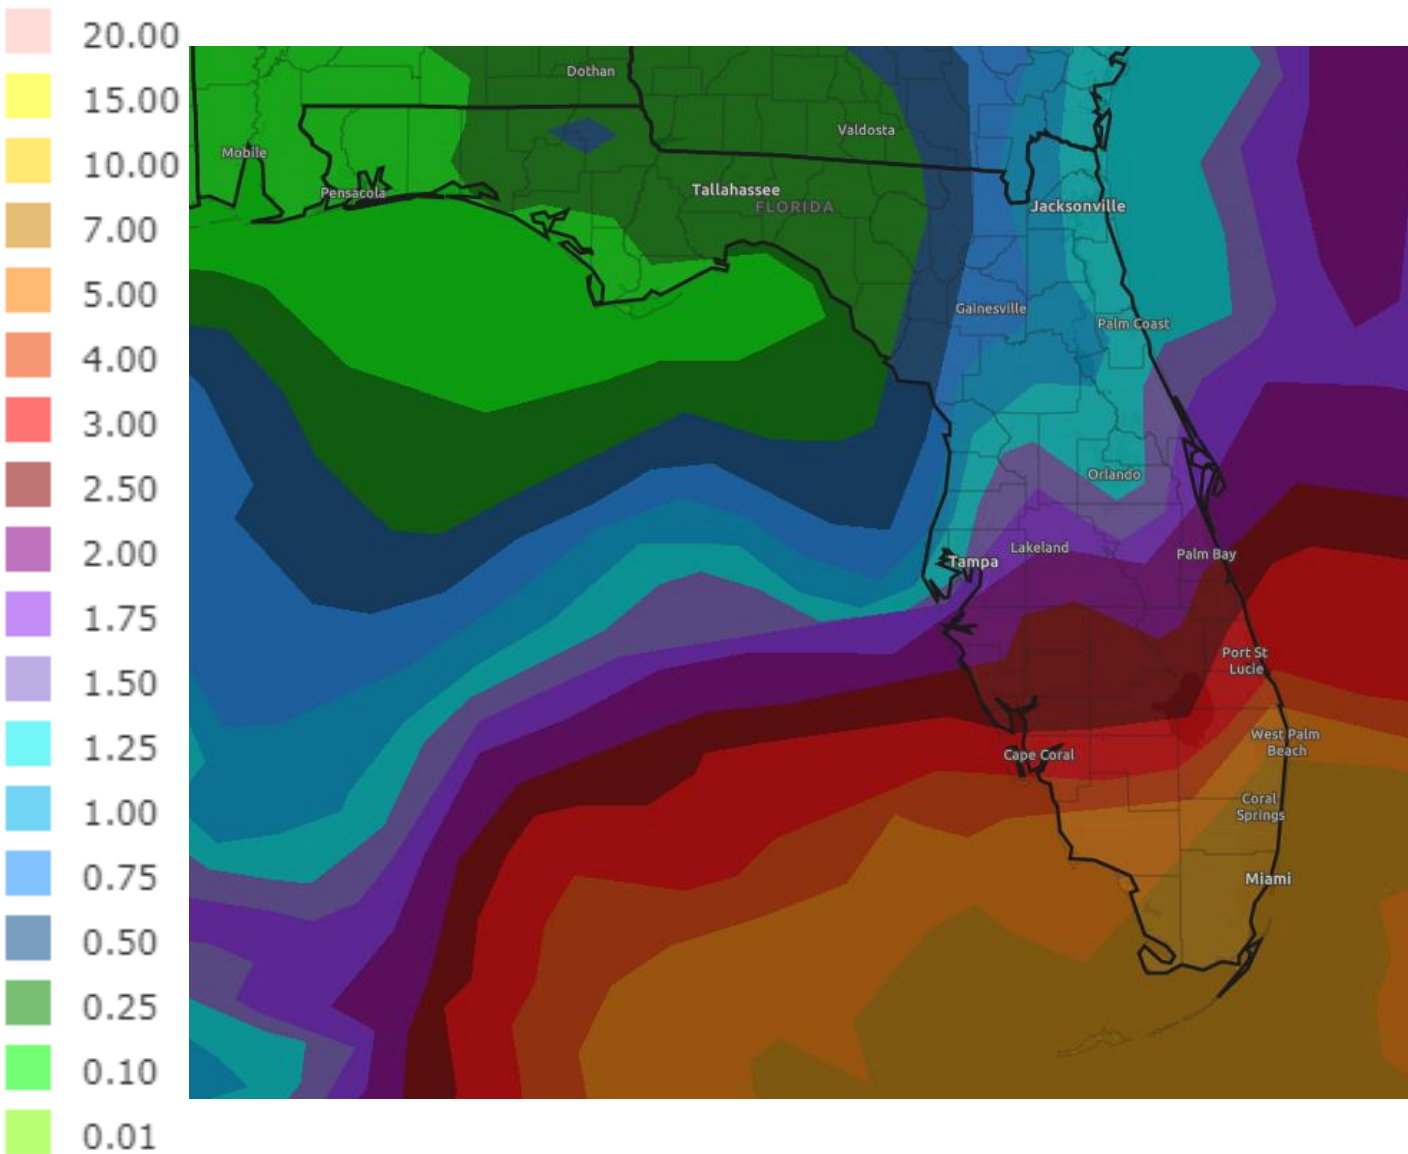 20.00
15.00
10.00
7.00
5.00
4.00
3.00
2.50
2.00
1.75
1.50
1.25
1.00
0.75
0.50
0.25
0.10
0.01
Dothan
Valdosta
Mobile
Pensacola
Tallahassee
FLORIDA
Jacksonville
Gainesville
Palm Coast
Orlando
Lakeland
Tampa
Palm Bay
Port St
Lucie
West Palm
Beach
Cape Coral
Coral
Springs
Miami